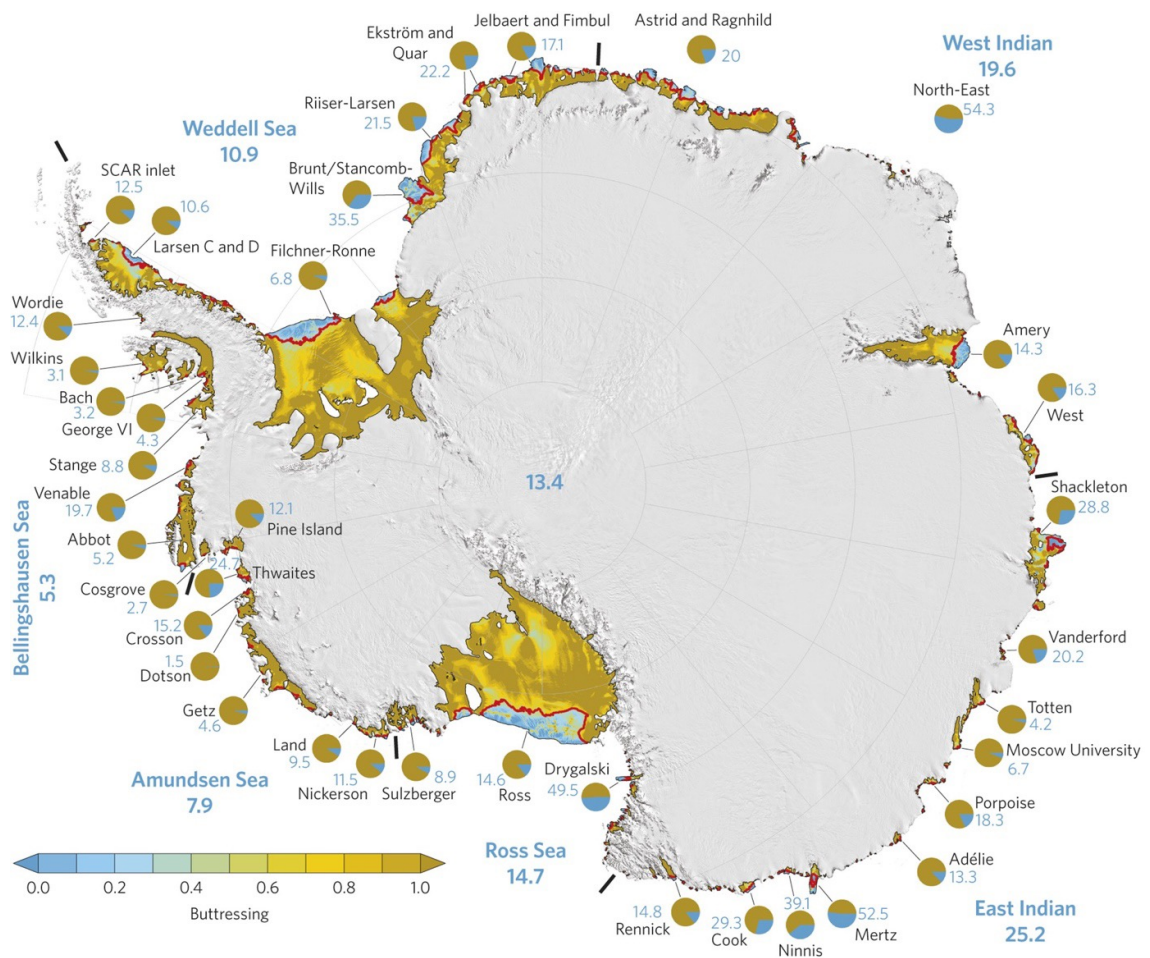 Jelbaert and Fimbul
17.1
Astrid and Ragnhild
20
Ekström and
Quar
22.2
West Indian
19.6
North-East
54.3
Riiser-Larsen
21.5
Weddell Sea
10.9
Brunt/Stancomb-
Wills
35.5
SCAR inlet
12.5
10.6
Larsen C and D
Filchner-Ronne
6.8
Wordie
12.4
Wilkins
3.1
Bach
3.2
George VI
4.3
Stange 8.8
Venable
19.7
Abbot
5.2
Bellingshausen Sea
5.3
12.1
Pine Island
24.7
Thwaites
Cosgrove
2.7
15.2
Crosson
1.5
Dotson
Getz
4.6
Amery
14.3
16.3
West
13.4
Shackleton
28.8
Vanderford
20.2
Totten
4.2
Moscow University
6.7
Porpoise
18.3
Adélie
13.3
East Indian
25.2
Land
9.5
11.5
Nickerson
8.9
Sulzberger
14.6
Ross
Drygalski
49.5
Amundsen Sea
7.9
Ross Sea
14.7
14.8
Rennick
29.3
Cook
39.1
Ninnis
52.5
Mertz
0.0 0.2 0.4 0.6 0.8 1.0
Buttressing